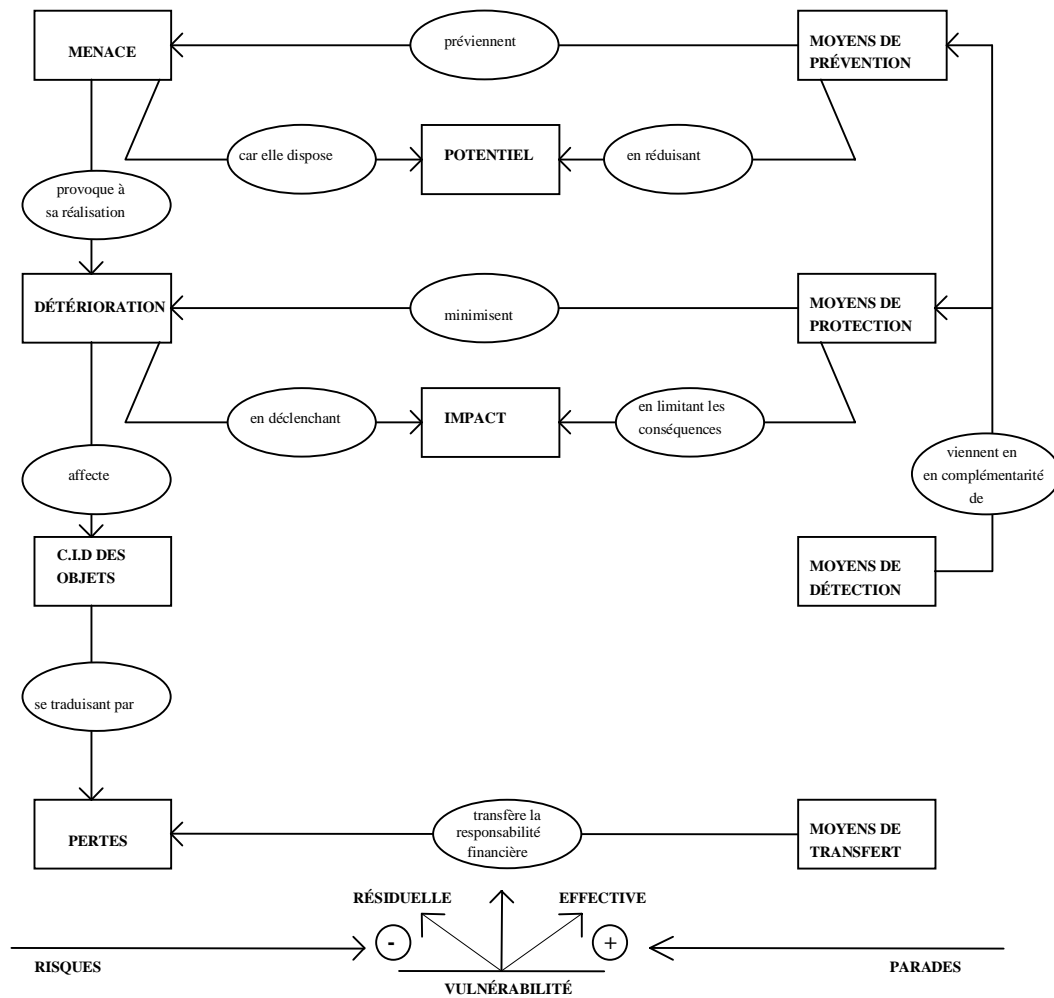 MENACE
préviennent
MOYENS DE
PRÉVENTION
car elle dispose
POTENTIEL
en réduisant
provoque à
sa réalisation
DÉTÉRIORATION
minimisent
MOYENS DE
PROTECTION
en déclenchant
IMPACT
en limitant les
conséquences
affecte
viennent en
en complémentarité
de
C.I.D DES
OBJETS
MOYENS DE
DÉTECTION
se traduisant par
PERTES
transfère la
responsabilité
financière
MOYENS DE
TRANSFERT
RÉSIDUELLE
EFFECTIVE
-
+
RISQUES
PARADES
VULNÉRABILITÉ